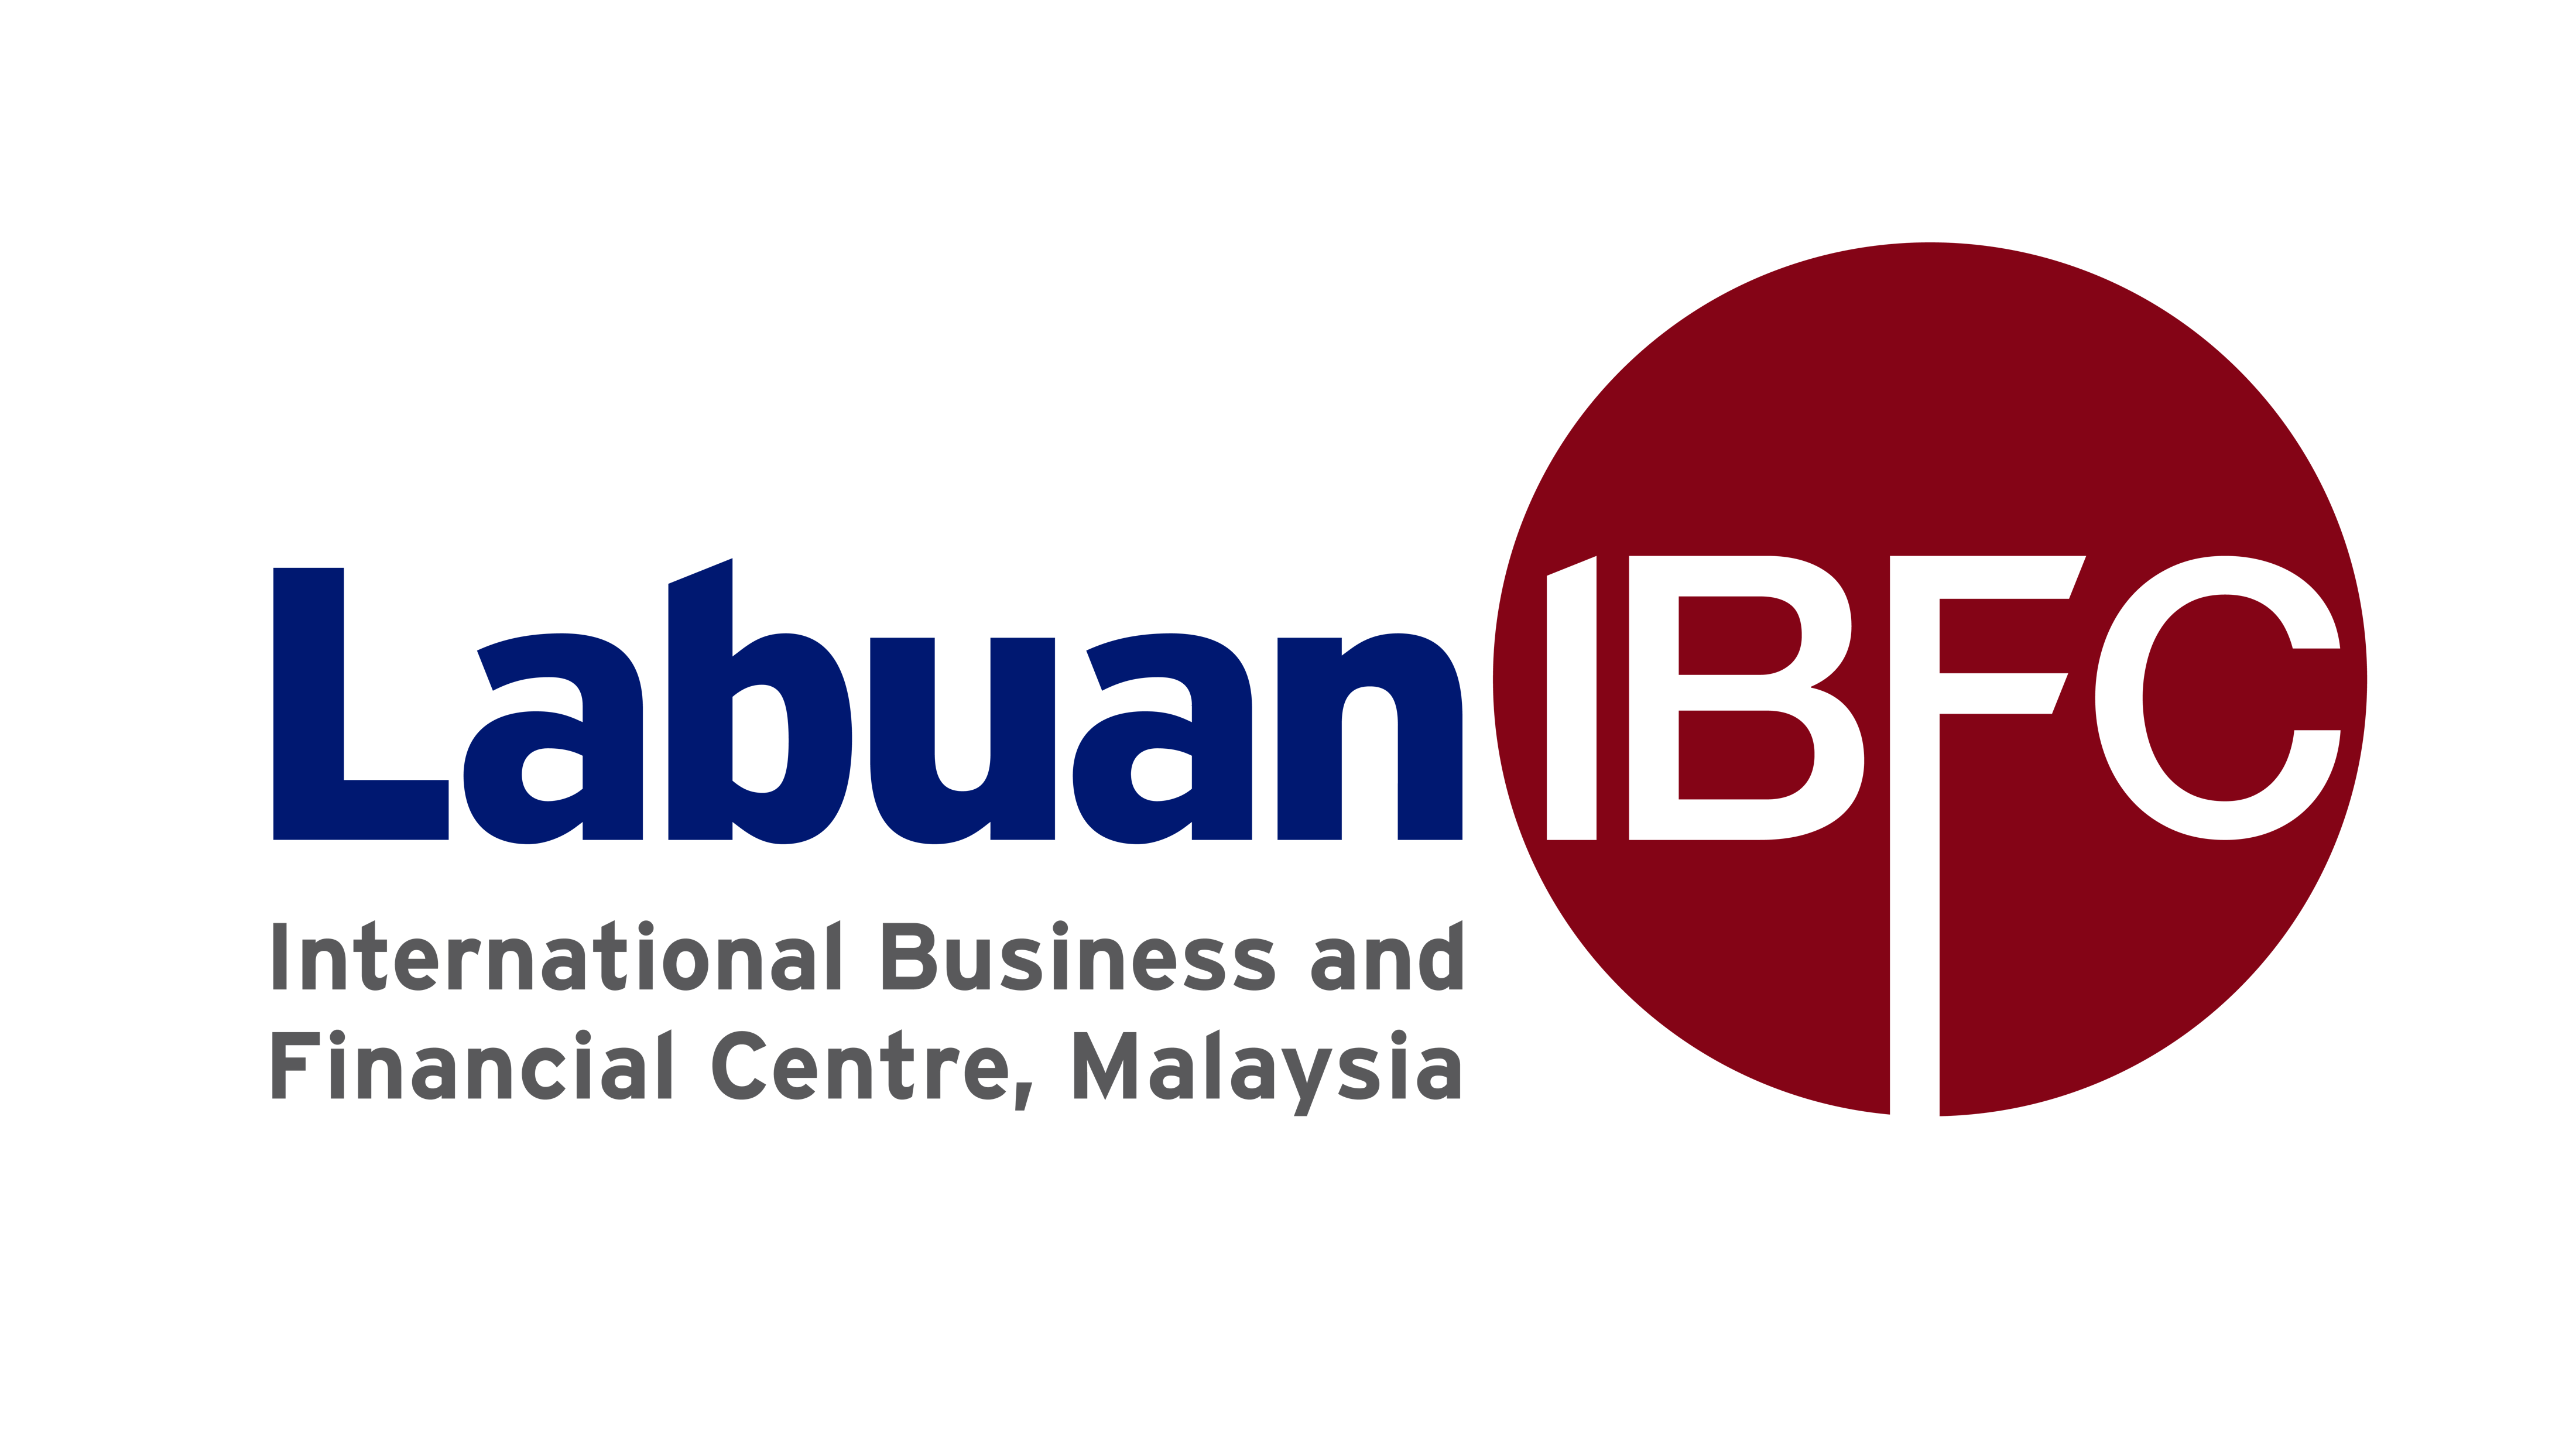 Labuan IBFC
International Business and
Financial Centre, Malaysia